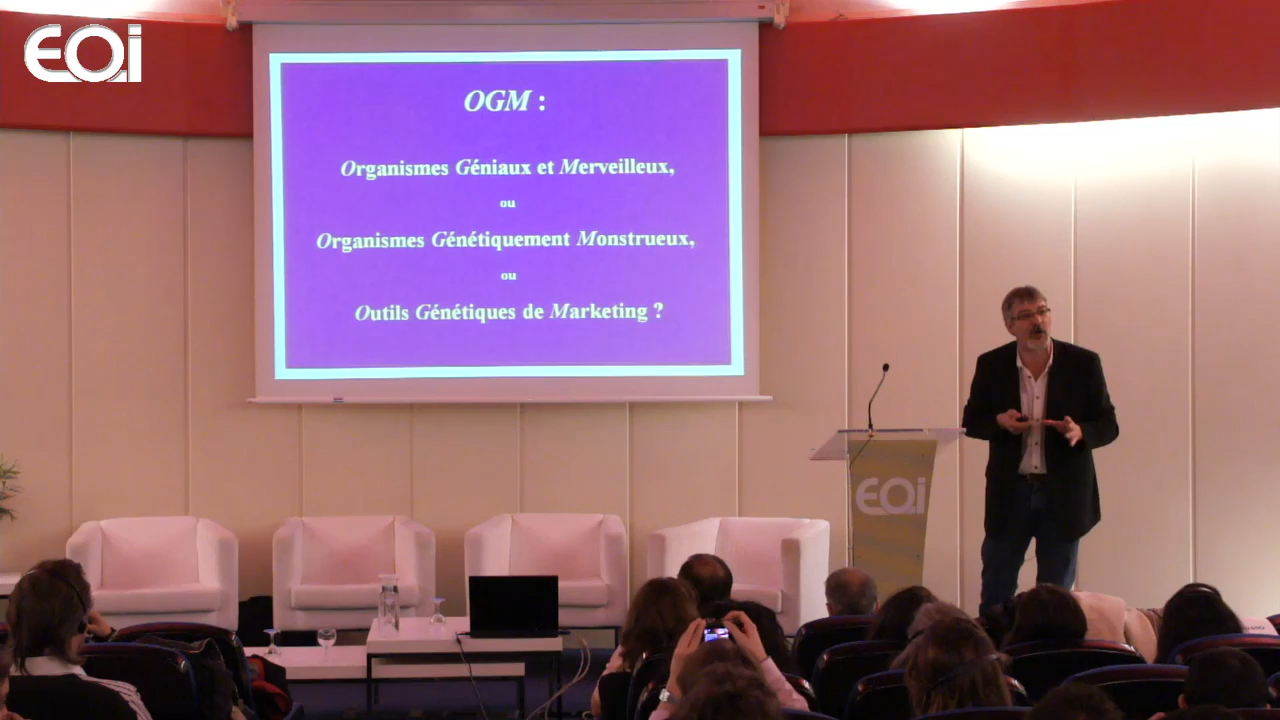 EOi
OGM :
Organismes Géniaux et Merveilleux,
ou
Organismes Génétiquement Monstrueux,
ou
Outils Génétiques de Marketing ?
EOi